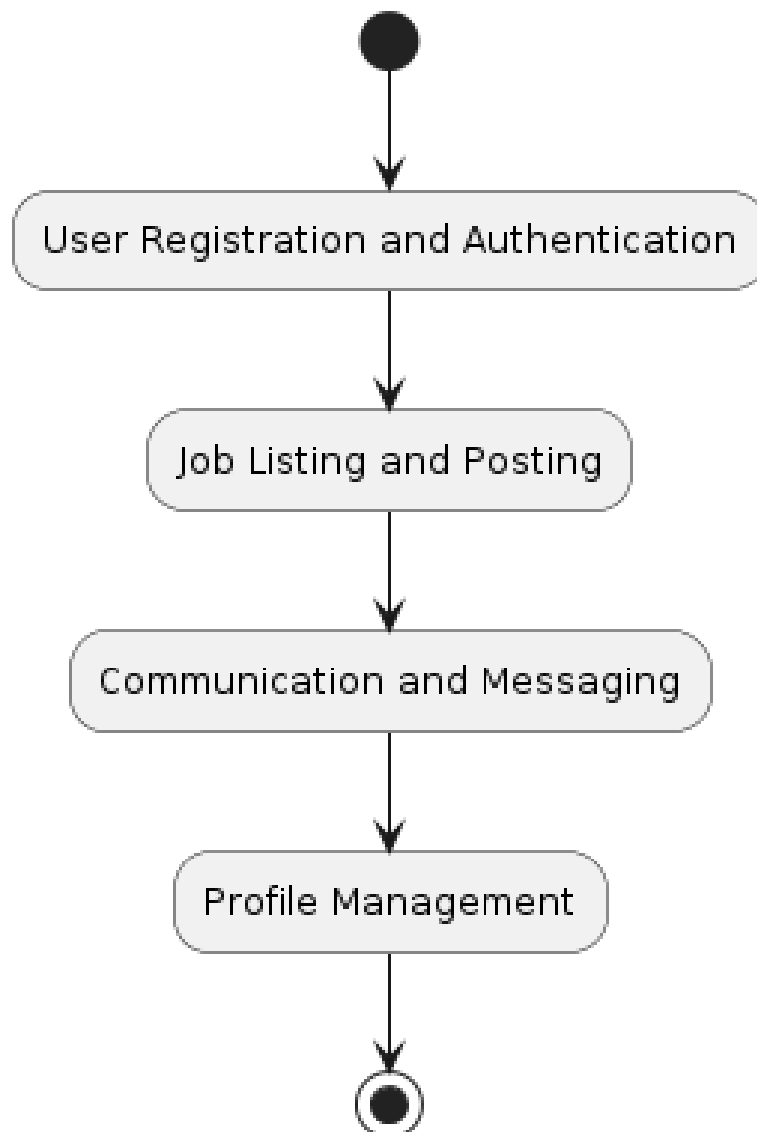 User Registration and Authentication
Job Listing and Posting
Communication and Messaging
Profile Management